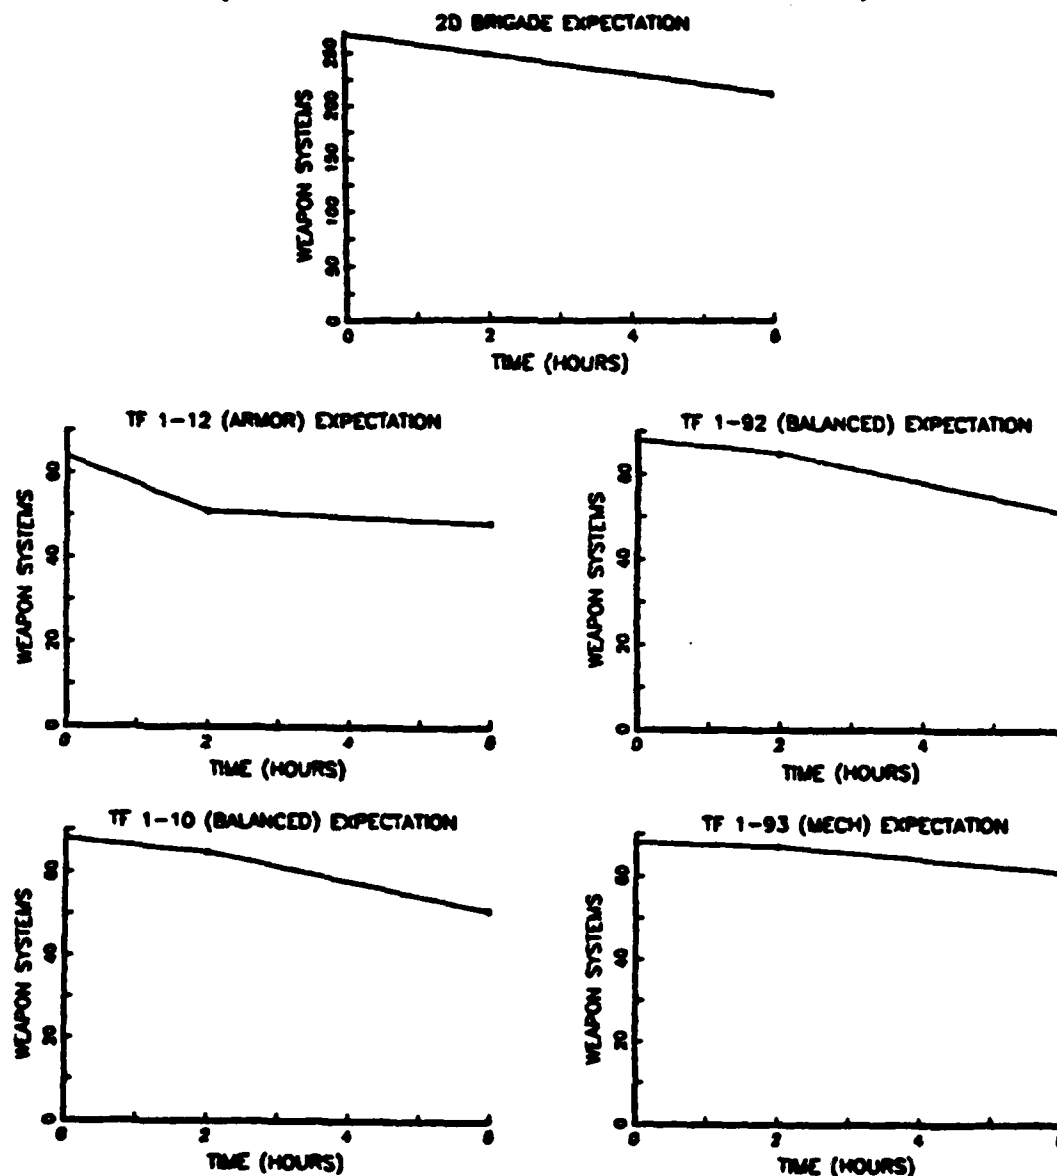 2D BRIGADE EXPECTATION
WEAPON SYSTEMS
0 50 100 150 200 250
0 2 4 6
TIME (HOURS)
TF 1-12 (ARMOR) EXPECTATION
WEAPON SYSTEMS
0 20 40 60
0 2 4 6
TIME (HOURS)
TF 1-92 (BALANCED) EXPECTATION
WEAPON SYSTEMS
0 20 40 60
0 2 4
TIME (HOURS)
TF 1-10 (BALANCED) EXPECTATION
WEAPON SYSTEMS
0 20 40 60
0 2 4 6
TIME (HOURS)
TF 1-93 (MECH) EXPECTATION
WEAPON SYSTEMS
0 20 40 60
0 2 4
TIME (HOURS)